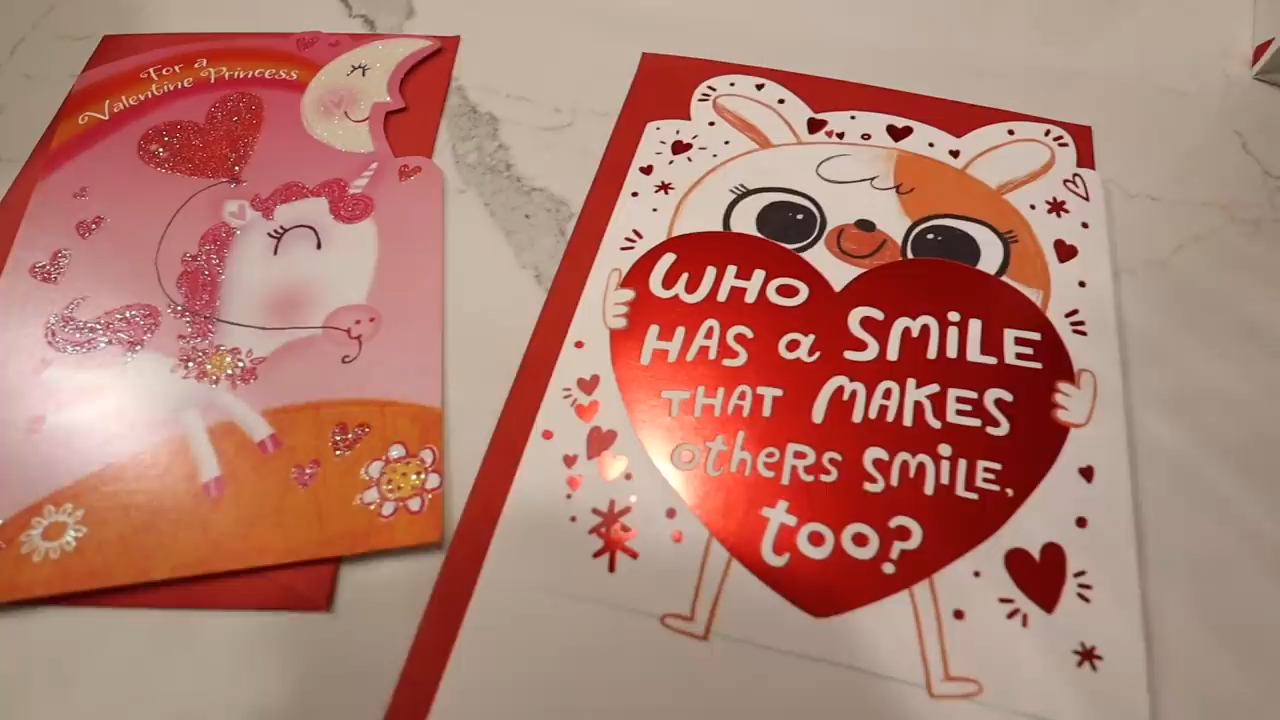 For a
Valentine Princess
WHO
HAS a SMiLE
THAT MAKES
otheRs SMiLE,
too?